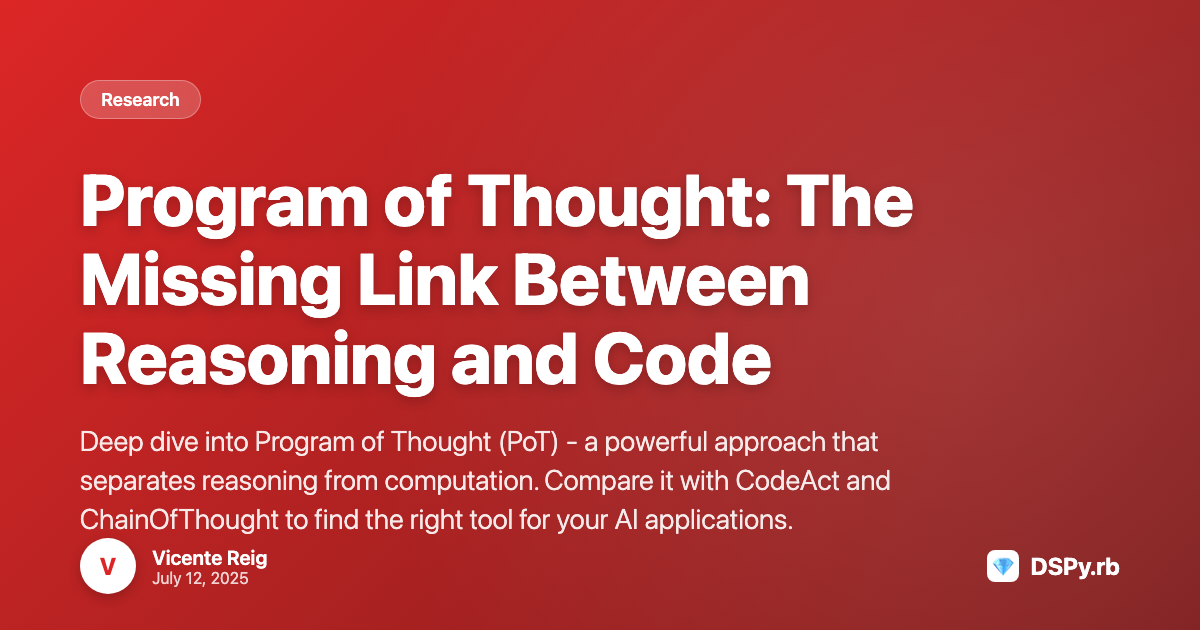 Research
Program of Thought: The
Missing Link Between
Reasoning and Code
Deep dive into Program of Thought (PoT) - a powerful approach that
separates reasoning from computation. Compare it with CodeAct and
ChainOfThought to find the right tool for your AI applications.
V
Vicente Reig
July 12, 2025
DSPy.rb